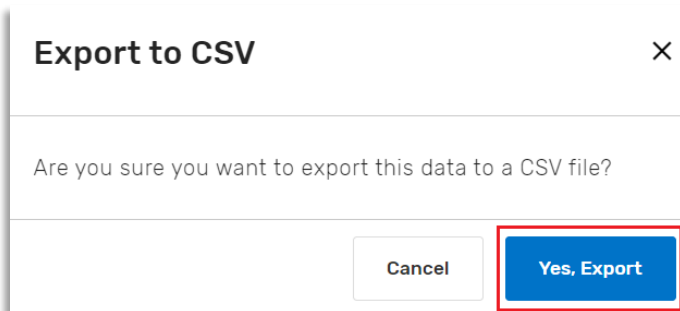 Export to CSV
Are you sure you want to export this data to a CSV file?
Cancel
Yes, Export